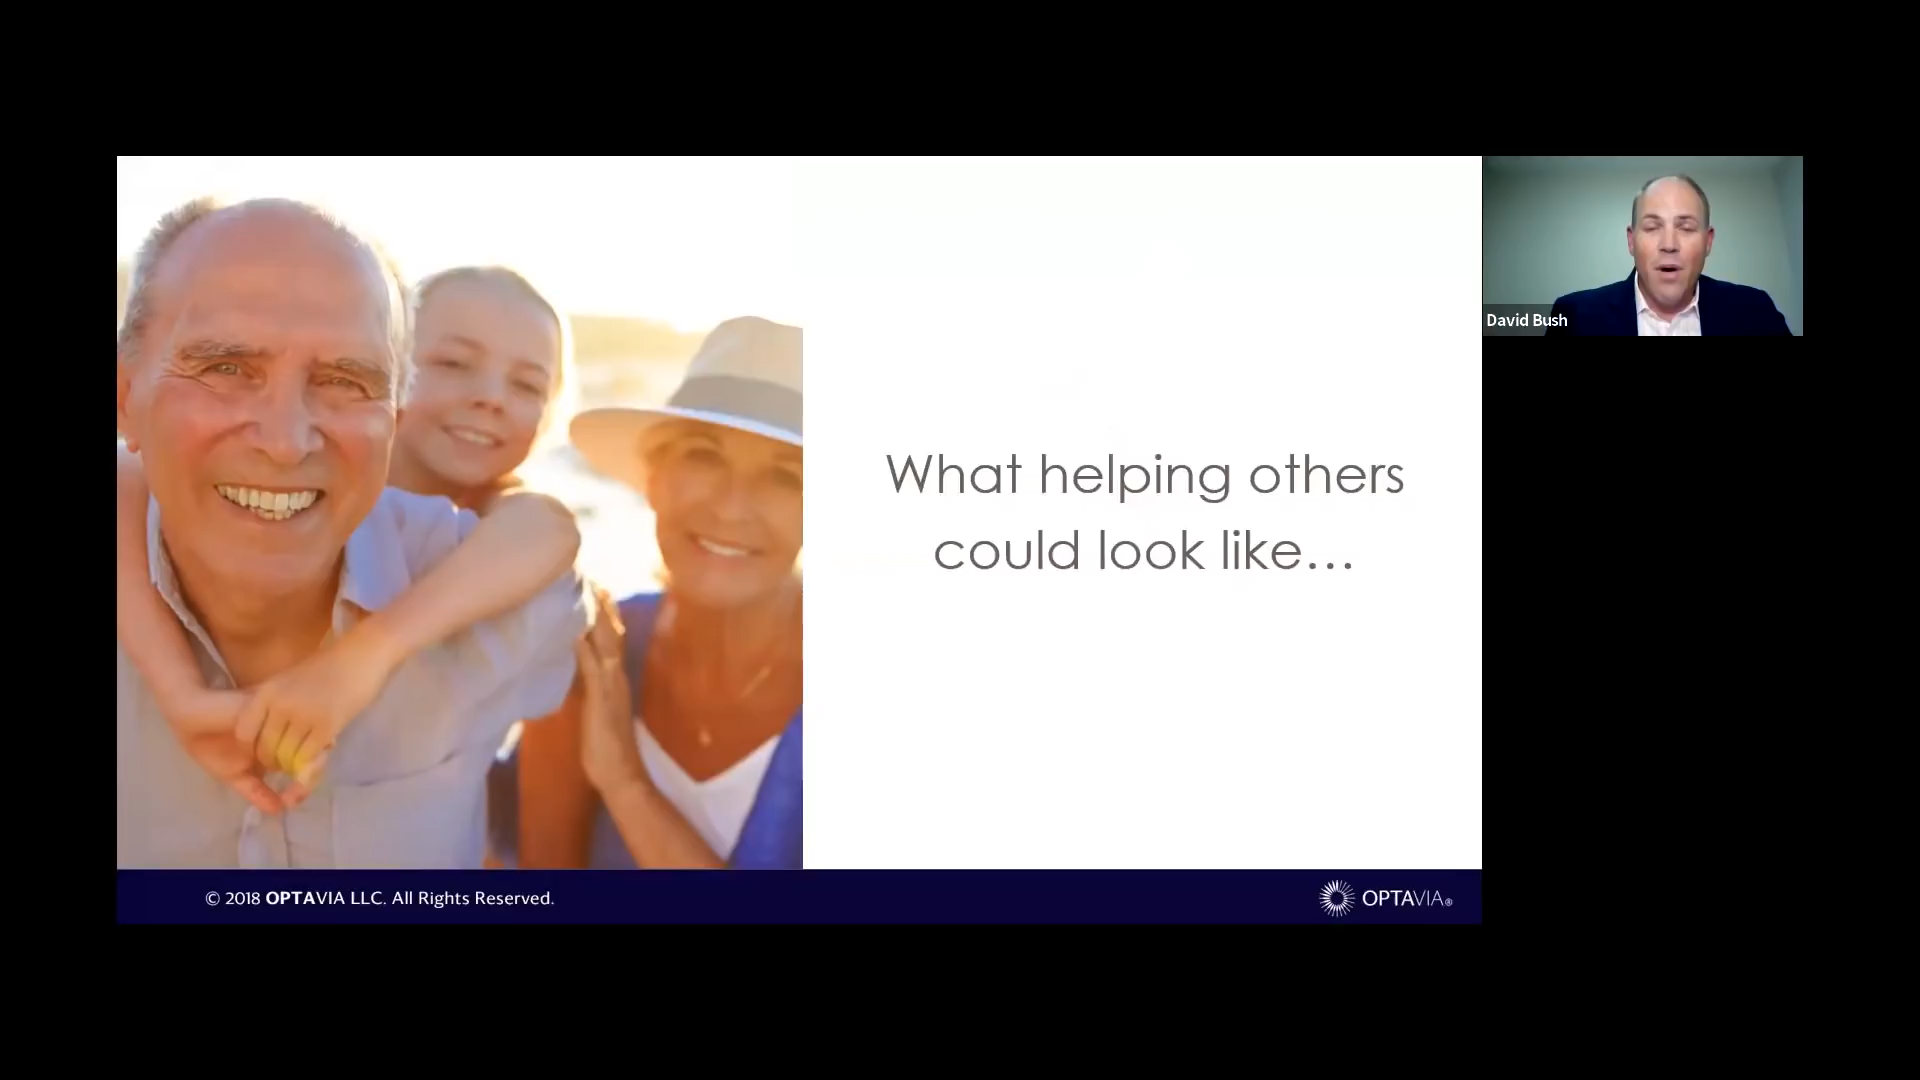 What helping others
could look like...
David Bush
© 2018 OPTAVIA LLC. All Rights Reserved.
OPTAVIA®